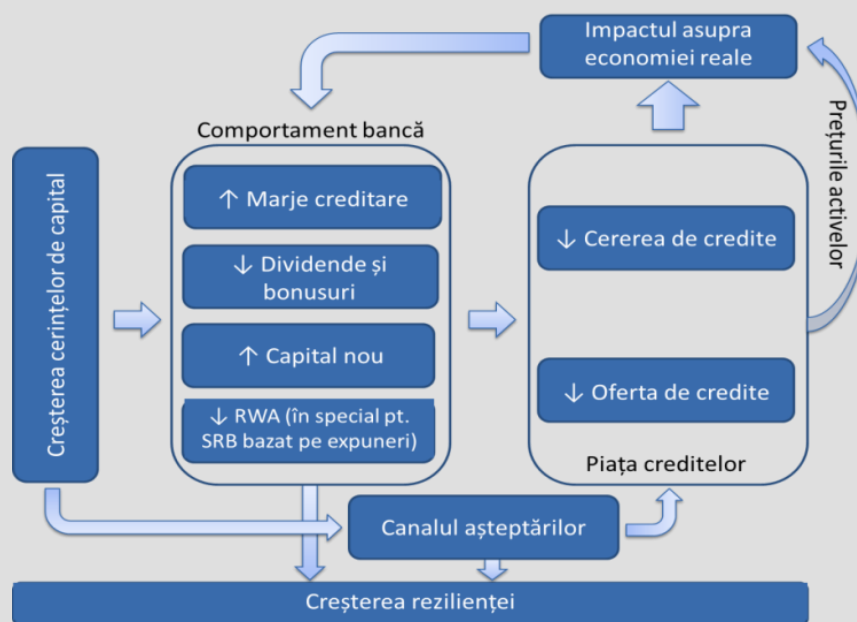 Impactul asupra
economiei reale
Prețurile activelor
Creșterea cerințelor de capital
Comportament bancă
↑ Marje creditare
↓ Dividende și
bonusuri
↑ Capital nou
↓ RWA (în special pt.
SRB bazat pe expuneri)
↓ Cererea de credite
↓ Oferta de credite
Piața creditelor
Canalul așteptărilor
Creșterea rezilienței